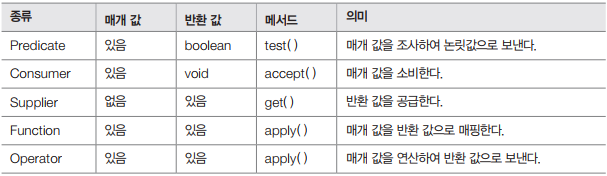 종류 매개 값 반환 값 메서드 의미
Predicate 있음 boolean test( ) 매개 값을 조사하여 논릿값으로 보낸다.
Consumer 있음 void accept( ) 매개 값을 소비한다.
Supplier 없음 있음 get( ) 반환 값을 공급한다.
Function 있음 있음 apply( ) 매개 값을 반환 값으로 매핑한다.
Operator 있음 있음 apply( ) 매개 값을 연산하여 반환 값으로 보낸다.